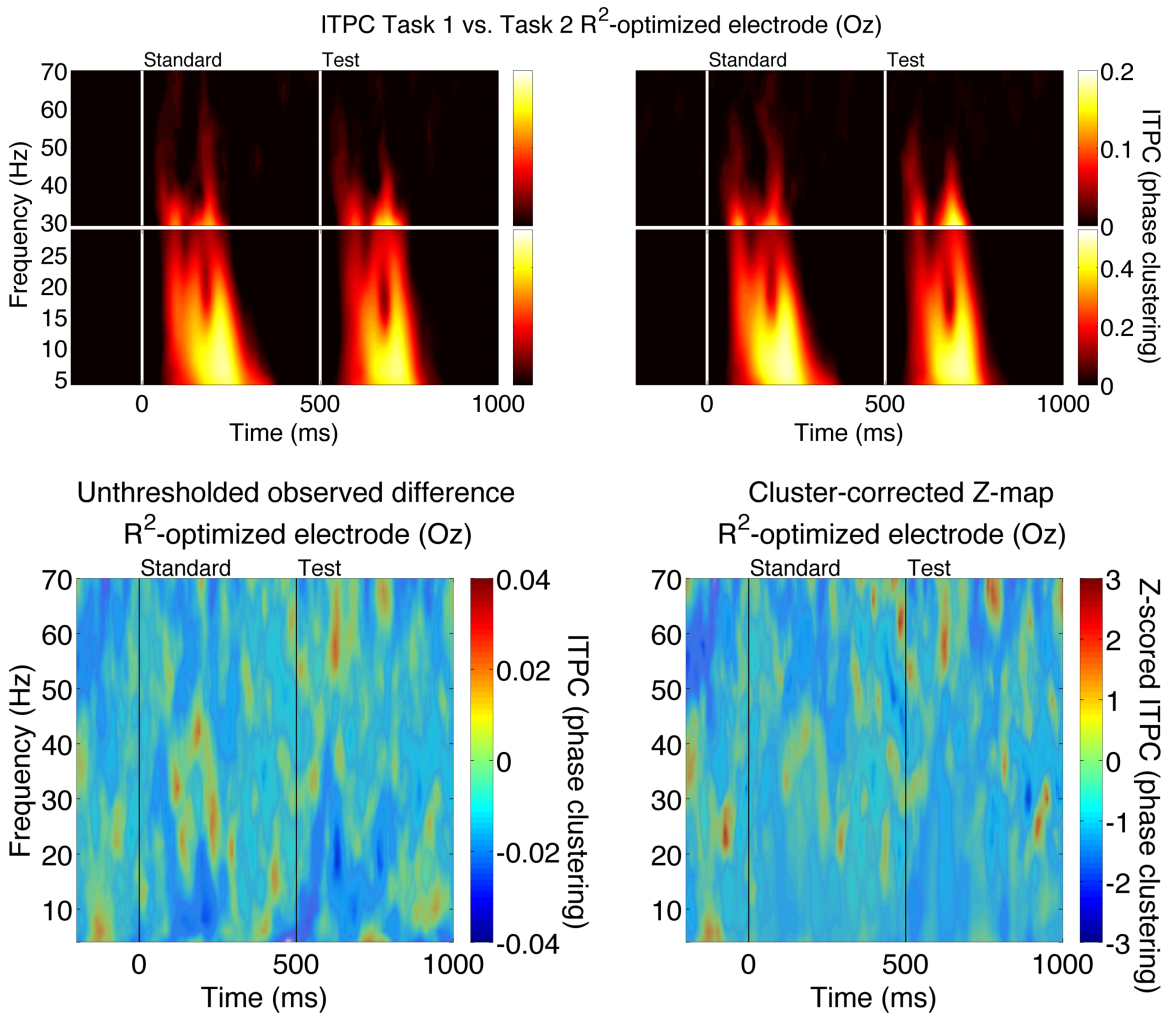 ITPC Task 1 vs. Task 2 R²-optimized electrode (Oz)
Standard Test
Standard Test
70
60
50
40
30
25
20
15
10
5
Frequency (Hz)
0 500 1000
Time (ms)
0 500 1000
Time (ms)
0.2
0.1
0
0.4
0.2
0
ITPC (phase clustering)
Unthresholded observed difference
R²-optimized electrode (Oz)
Standard Test
70
60
50
40
30
20
10
Frequency (Hz)
0 500 1000
Time (ms)
0.04
0.02
0
-0.02
-0.04
ITPC (phase clustering)
Cluster-corrected Z-map
R²-optimized electrode (Oz)
Standard Test
70
60
50
40
30
20
10
0 500 1000
Time (ms)
3
2
1
0
-1
-2
-3
Z-scored ITPC (phase clustering)